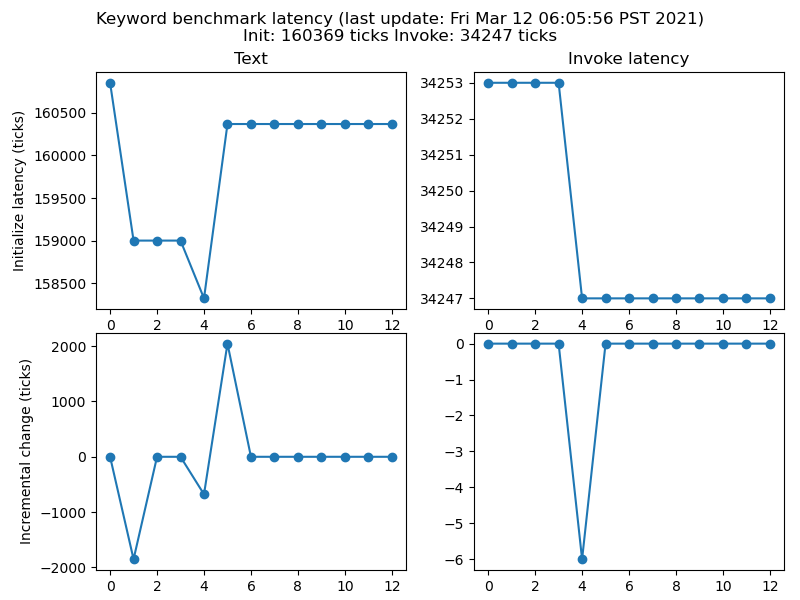 Keyword benchmark latency (last update: Fri Mar 12 06:05:56 PST 2021)
Init: 160369 ticks Invoke: 34247 ticks
Text
Invoke latency
Initialize latency (ticks)
160500
160000
159500
159000
158500
0 2 4 6 8 10 12
34253
34252
34251
34250
34249
34248
34247
0 2 4 6 8 10 12
Incremental change (ticks)
2000
1000
0
−1000
−2000
0 2 4 6 8 10 12
0
−1
−2
−3
−4
−5
−6
0 2 4 6 8 10 12